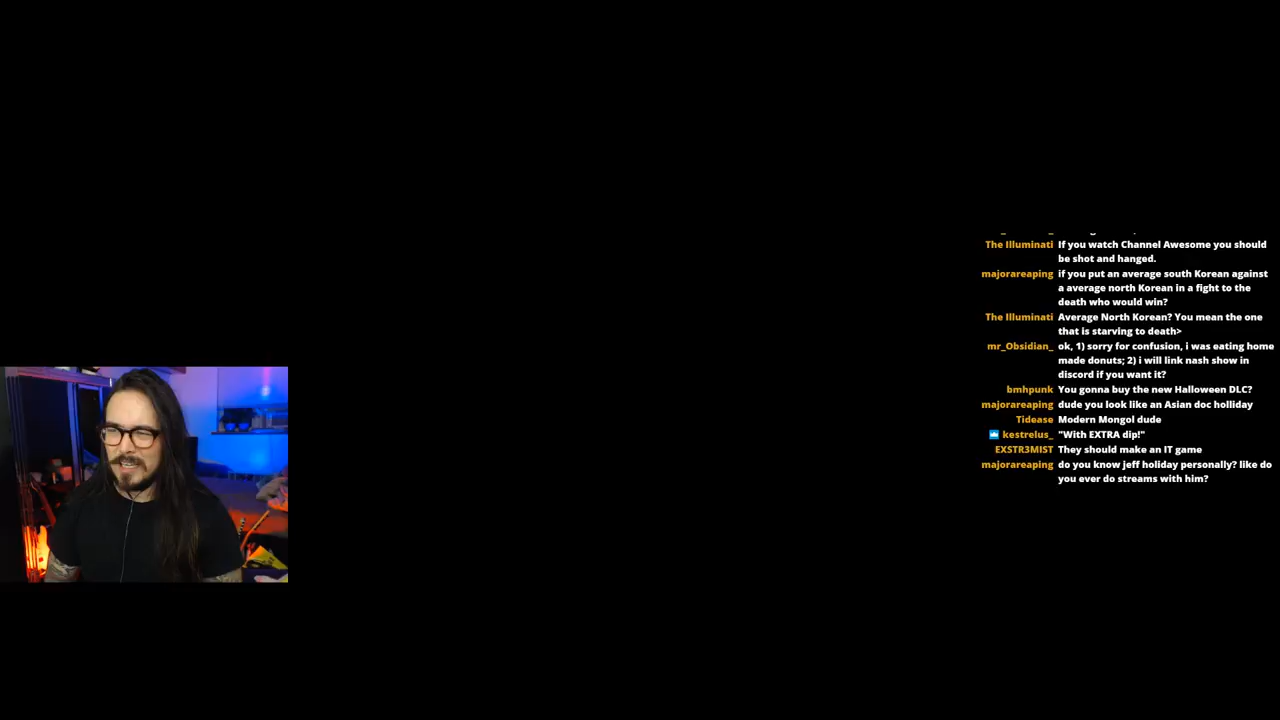 The Illuminati If you watch Channel Awesome you should
be shot and hanged.
majorareaping if you put an average south Korean against
a average north Korean in a fight to the
death who would win?
The Illuminati Average North Korean? You mean the one
that is starving to death>
mr_Obsidian_ ok, 1) sorry for confusion, i was eating home
made donuts; 2) i will link nash show in
discord if you want it?
bmhpunk You gonna buy the new Halloween DLC?
majorareaping dude you look like an Asian doc holliday
Tidease Modern Mongol dude
kestrelus_ "With EXTRA dip!"
EXSTR3MIST They should make an IT game
majorareaping do you know jeff holiday personally? like do
you ever do streams with him?